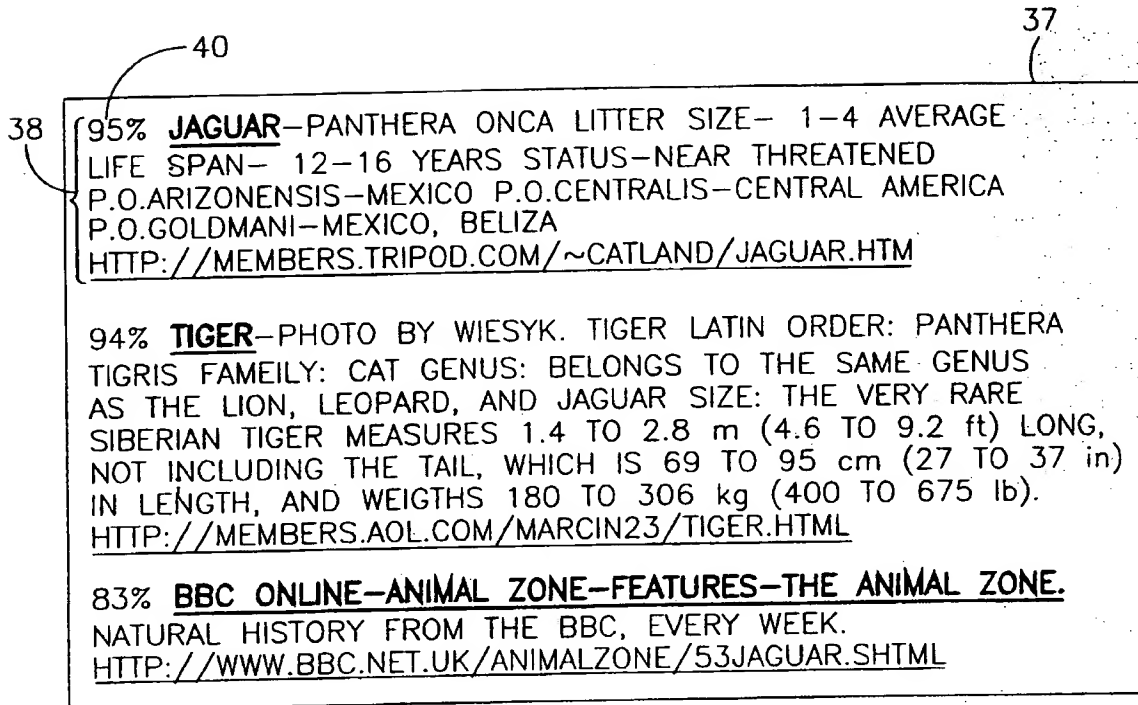 37
40
38
95% JAGUAR–PANTHERA ONCA LITTER SIZE– 1–4 AVERAGE
LIFE SPAN– 12–16 YEARS STATUS–NEAR THREATENED
P.O.ARIZONENSIS–MEXICO P.O.CENTRALIS–CENTRAL AMERICA
P.O.GOLDMANI–MEXICO, BELIZA
HTTP://MEMBERS.TRIPOD.COM/~CATLAND/JAGUAR.HTM
94% TIGER–PHOTO BY WIESYK. TIGER LATIN ORDER: PANTHERA
TIGRIS FAMEILY: CAT GENUS: BELONGS TO THE SAME GENUS
AS THE LION, LEOPARD, AND JAGUAR SIZE: THE VERY RARE
SIBERIAN TIGER MEASURES 1.4 TO 2.8 m (4.6 TO 9.2 ft) LONG,
NOT INCLUDING THE TAIL, WHICH IS 69 TO 95 cm (27 TO 37 in)
IN LENGTH, AND WEIGTHS 180 TO 306 kg (400 TO 675 lb).
HTTP://MEMBERS.AOL.COM/MARCIN23/TIGER.HTML
83% BBC ONLINE–ANIMAL ZONE–FEATURES–THE ANIMAL ZONE.
NATURAL HISTORY FROM THE BBC, EVERY WEEK.
HTTP://WWW.BBC.NET.UK/ANIMALZONE/53JAGUAR.SHTML